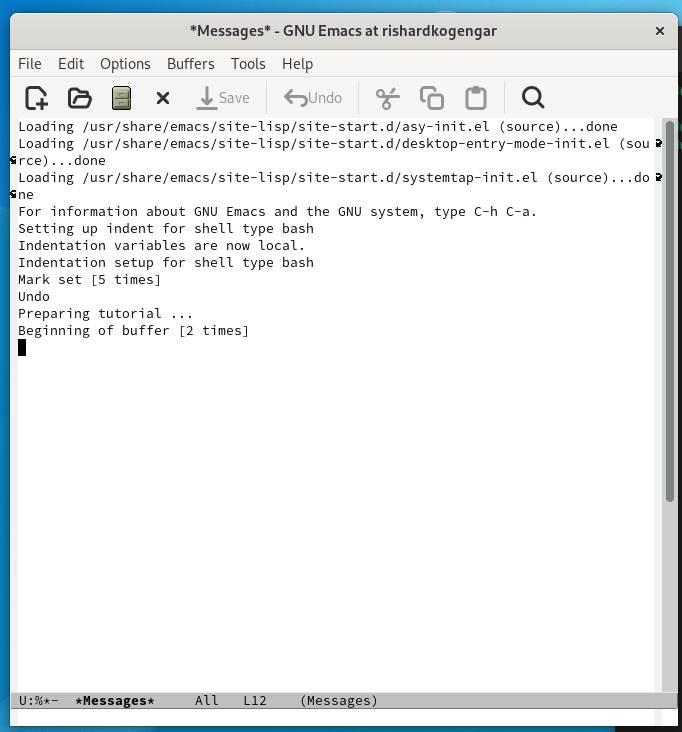 *Messages* - GNU Emacs at rishardkogengar
File Edit Options Buffers Tools Help
Save Undo
Loading /usr/share/emacs/site-lisp/site-start.d/asy-init.el (source)...done
Loading /usr/share/emacs/site-lisp/site-start.d/desktop-entry-mode-init.el (sou
rce)...done
Loading /usr/share/emacs/site-lisp/site-start.d/systemtap-init.el (source)...do
ne
For information about GNU Emacs and the GNU system, type C-h C-a.
Setting up indent for shell type bash
Indentation variables are now local.
Indentation setup for shell type bash
Mark set [5 times]
Undo
Preparing tutorial ...
Beginning of buffer [2 times]
U:%*- *Messages* All L12 (Messages)